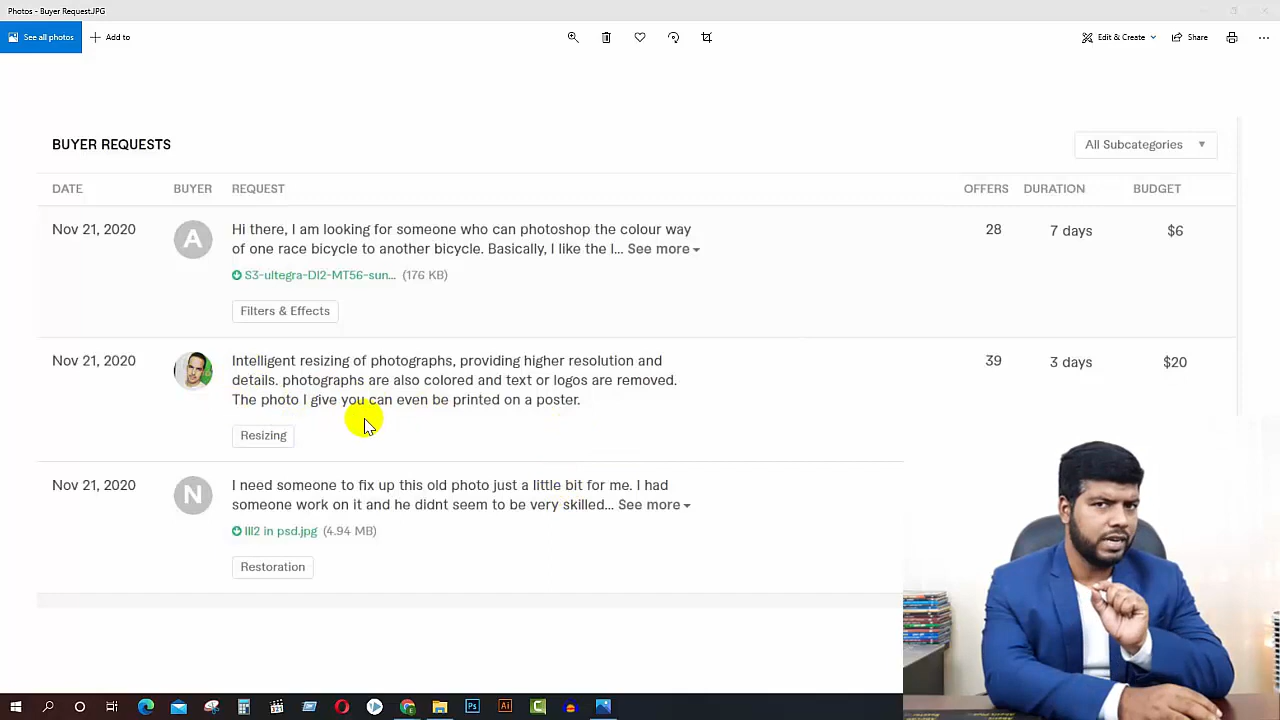 Photos - Buyer Request.JPG
See all photos
Add to
Edit & Create
Share
BUYER REQUESTS
All Subcategories
DATE BUYER REQUEST OFFERS DURATION BUDGET
Nov 21, 2020 A Hi there, I am looking for someone who can photoshop the colour way 28 7 days $6
of one race bicycle to another bicycle. Basically, I like the l... See more
S3-ultegra-DI2-MT56-sun... (176 KB)
Filters & Effects
Nov 21, 2020 Intelligent resizing of photographs, providing higher resolution and 39 3 days $20
details. photographs are also colored and text or logos are removed.
The photo I give you can even be printed on a poster.
Resizing
Nov 21, 2020 N I need someone to fix up this old photo just a little bit for me. I had
someone work on it and he didnt seem to be very skilled... See more
Ill2 in psd.jpg (4.94 MB)
Restoration